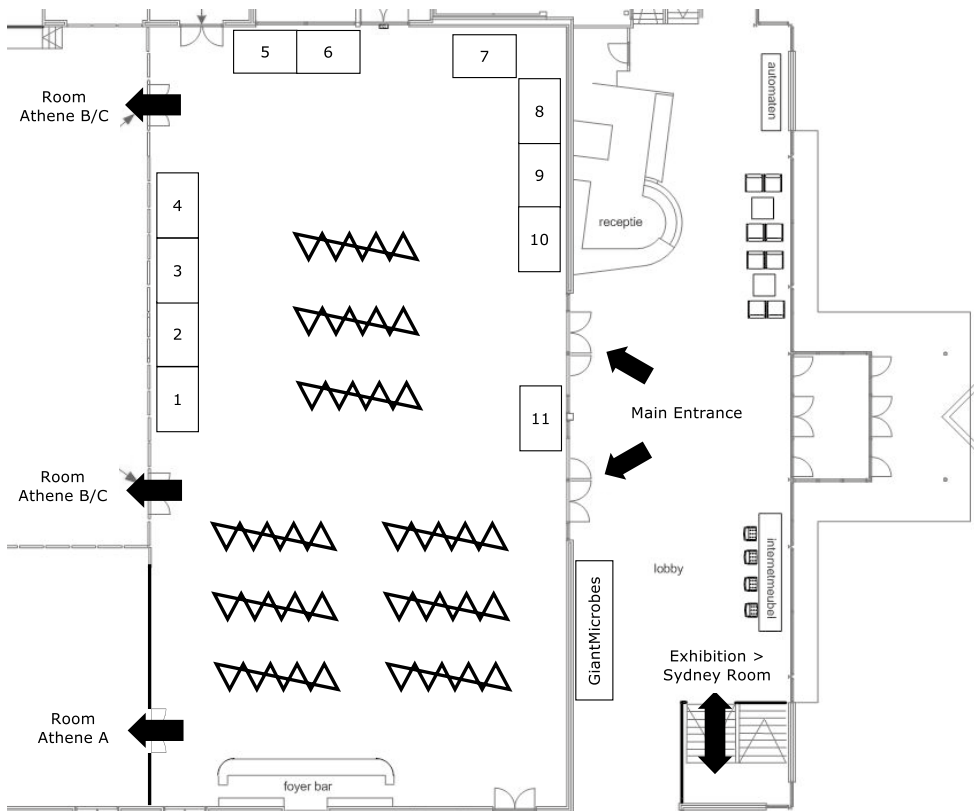 5
6
7
automaten
Room
Athene B/C
8
9
10
4
3
2
1
receptie
11
Main Entrance
Room
Athene B/C
GiantMicrobes
lobby
internetmeubel
Exhibition >
Sydney Room
Room
Athene A
foyer bar